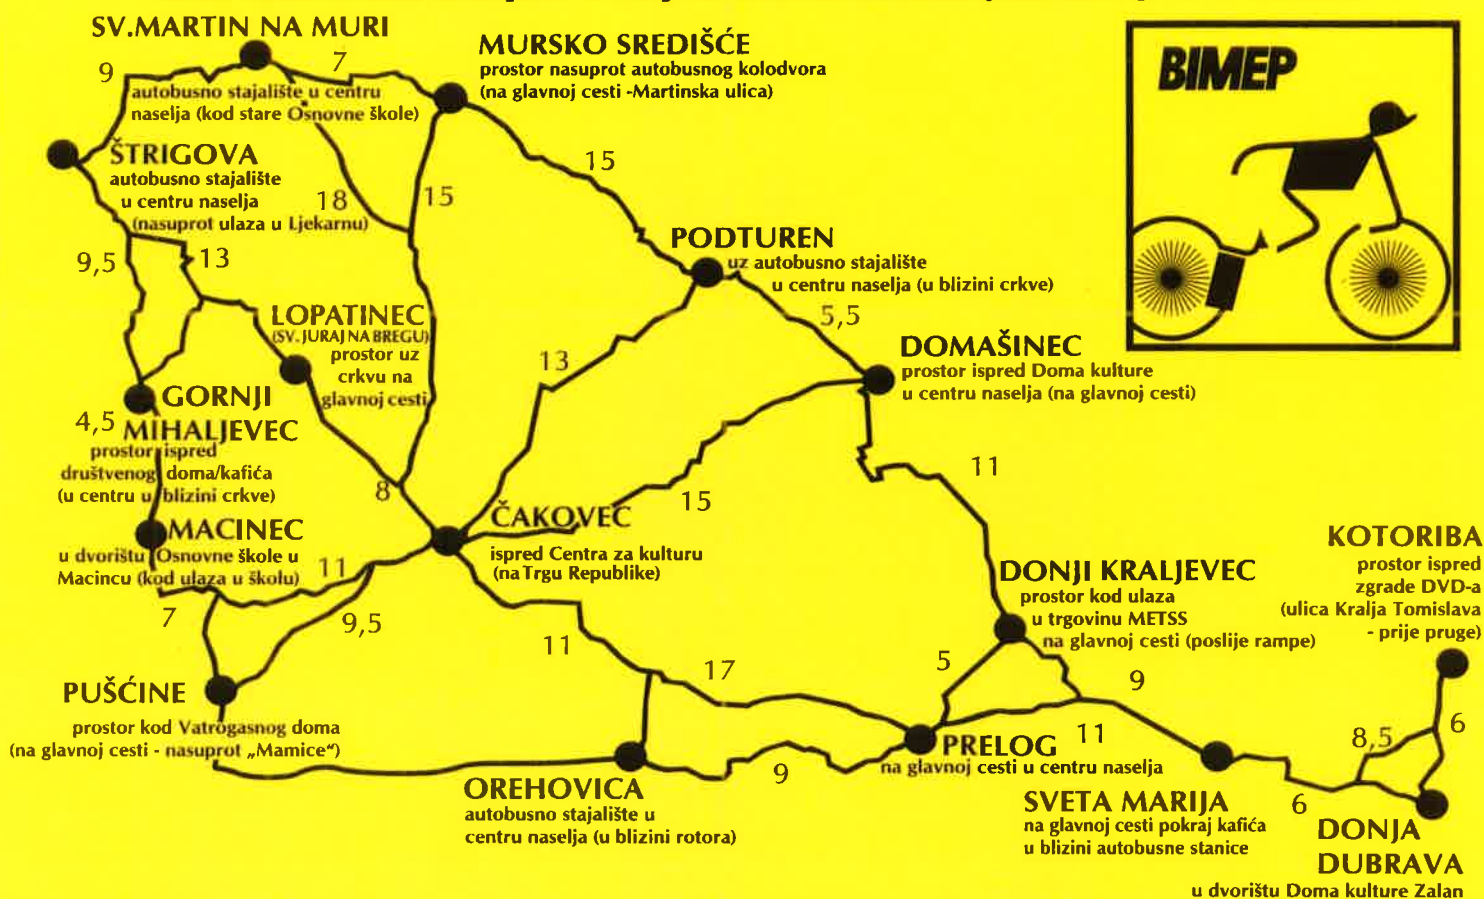 SV.MARTIN NA MURI
autobusno stajalište u centru
naselja (kod stare Osnovne škole)
9
7
MURSKO SREDIŠĆE
prostor nasuprot autobusnog kolodvora
(na glavnoj cesti -Martinska ulica)
BIMEP
ŠTRIGOVA
autobusno stajalište
u centru naselja
(nasuprot ulaza u Ljekarnu)
18
15
15
9,5
13
PODTUREN
uz autobusno stajalište
u centru naselja (u blizini crkve)
5,5
LOPATINEC
(SV. JURAJ NA BREGU)
prostor uz
crkvu na
glavnoj cesti
13
DOMAŠINEC
prostor ispred Doma kulture
u centru naselja (na glavnoj cesti)
GORNJI
MIHALJEVEC
prostor ispred
društvenog doma/kafića
(u centru u blizini crkve)
4,5
8
15
11
MACINEC
u dvorištu Osnovne škole u
Macincu (kod ulaza u školu)
ČAKOVEC
ispred Centra za kulturu
(na Trgu Republike)
KOTORIBA
prostor ispred
zgrade DVD-a
(ulica Kralja Tomislava
- prije pruge)
11
7
9,5
DONJI KRALJEVEC
prostor kod ulaza
u trgovinu METSS
na glavnoj cesti (poslije rampe)
11
17
5
9
PUŠĆINE
prostor kod Vatrogasnog doma
(na glavnoj cesti - nasuprot „Mamice“)
PRELOG
na glavnoj cesti u centru naselja
11
8,5
6
9
OREHOVICA
autobusno stajalište u
centru naselja (u blizini rotora)
SVETA MARIJA
na glavnoj cesti pokraj kafića
u blizini autobusne stanice
6
DONJA
DUBRAVA
u dvorištu Doma kulture Zalan